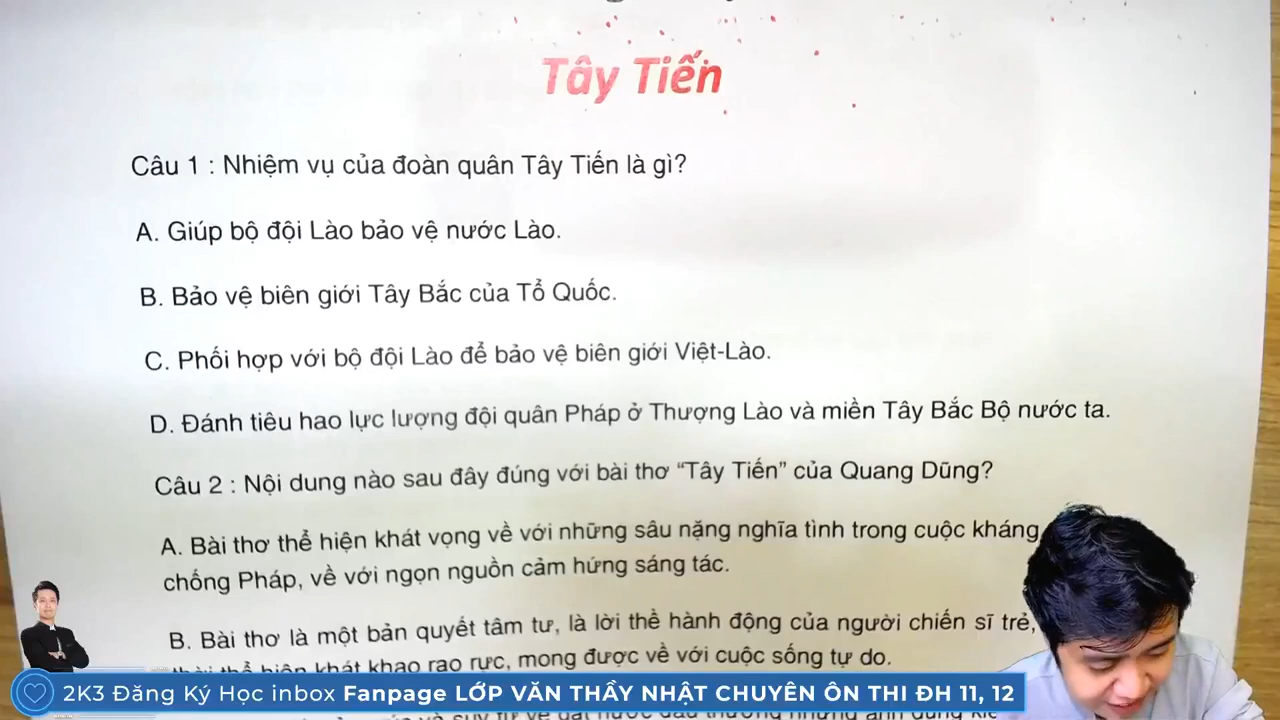 Tây Tiến
Câu 1 : Nhiệm vụ của đoàn quân Tây Tiến là gì?
A. Giúp bộ đội Lào bảo vệ nước Lào.
B. Bảo vệ biên giới Tây Bắc của Tổ Quốc.
C. Phối hợp với bộ đội Lào để bảo vệ biên giới Việt-Lào.
D. Đánh tiêu hao lực lượng đội quân Pháp ở Thượng Lào và miền Tây Bắc Bộ nước ta.
Câu 2 : Nội dung nào sau đây đúng với bài thơ “Tây Tiến” của Quang Dũng?
A. Bài thơ thể hiện khát vọng về với những sâu nặng nghĩa tình trong cuộc kháng
chống Pháp, về với ngọn nguồn cảm hứng sáng tác.
B. Bài thơ là một bản quyết tâm tư, là lời thề hành động của người chiến sĩ trẻ,
thể hiện khát khao rạo rực, mong được về với cuộc sống tự do.
2K3 Đăng Ký Học inbox Fanpage LỚP VĂN THẦY NHẬT CHUYÊN ÔN THI ĐH 11, 12